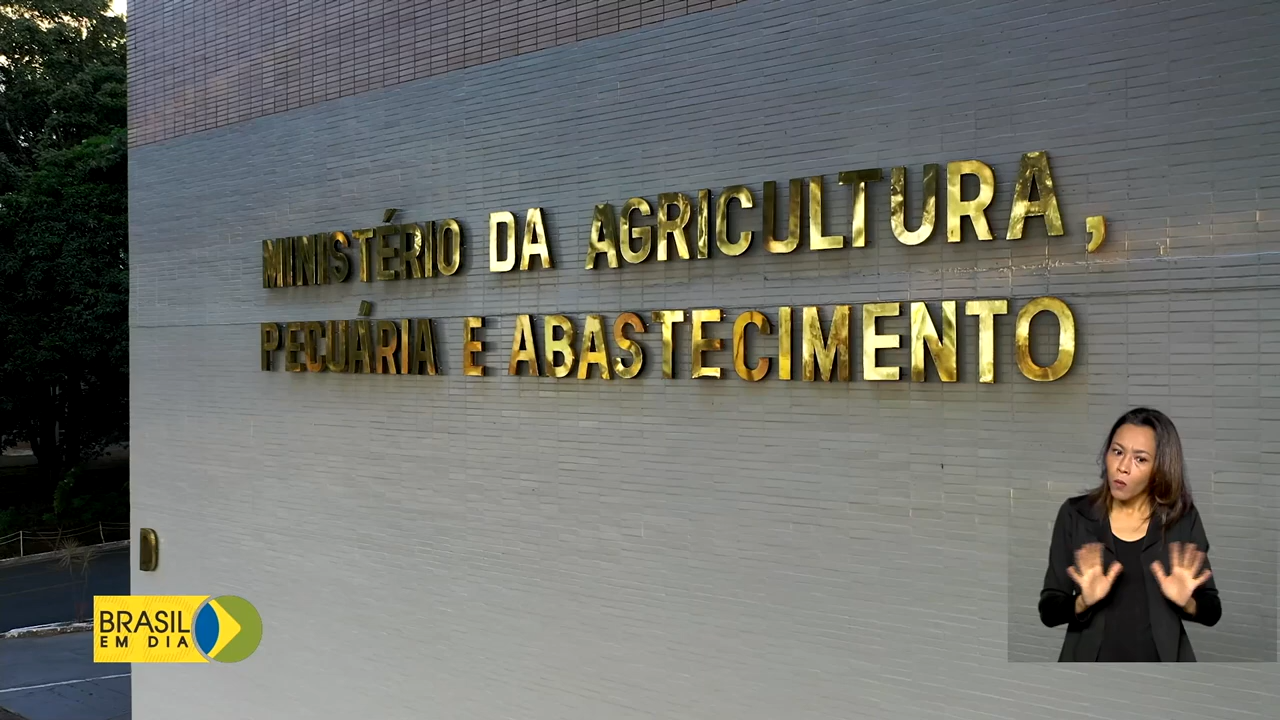 MINISTÉRIO DA AGRICULTURA,
PECUÁRIA E ABASTECIMENTO
BRASIL
EM DIA